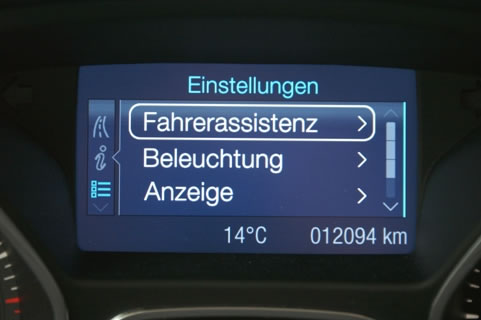 Einstellungen
Fahrerassistenz
Beleuchtung
Anzeige
14°C 012094 km